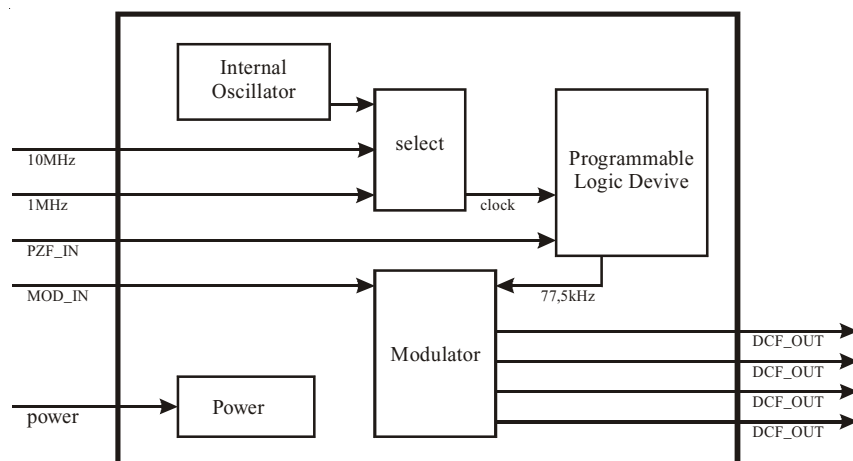 Internal
Oscillator
select
Programmable
Logic Devive
10MHz
1MHz
clock
PZF_IN
MOD_IN
77,5kHz
Modulator
DCF_OUT
DCF_OUT
DCF_OUT
DCF_OUT
power
Power